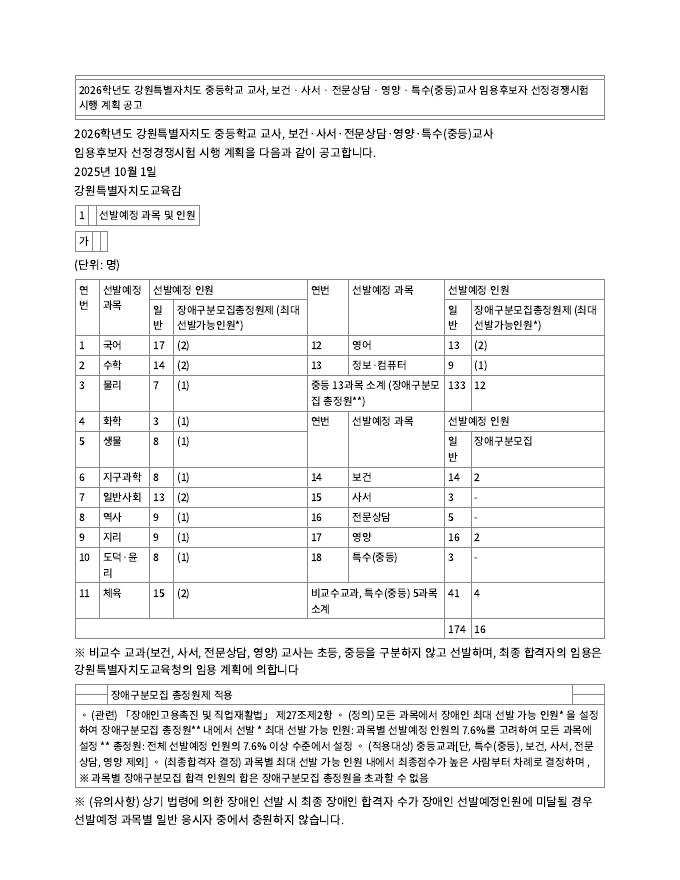 2026학년도 강원특별자치도 중등학교 교사, 보건 · 사서 · 전문상담 · 영양 · 특수(중등)교사 임용후보자 선정경쟁시험
시행 계획 공고
2026학년도 강원특별자치도 중등학교 교사, 보건·사서·전문상담·영양·특수(중등)교사
임용후보자 선정경쟁시험 시행 계획을 다음과 같이 공고합니다.
2025년 10월 1일
강원특별자치도교육감
1 선발예정 과목 및 인원
가
(단위: 명)
연번 선발예정 과목 선발예정 인원 연번 선발예정 과목 선발예정 인원
일반 장애구분모집총정원제 (최대 선발가능인원*) 일반 장애구분모집총정원제 (최대 선발가능인원*)
1 국어 17 (2) 12 영어 13 (2)
2 수학 14 (2) 13 정보·컴퓨터 9 (1)
3 물리 7 (1) 중등 13과목 소계 (장애구분모집 총정원**) 133 12
4 화학 3 (1) 연번 선발예정 과목 선발예정 인원
5 생물 8 (1) 일반 장애구분모집
6 지구과학 8 (1) 14 보건 14 2
7 일반사회 13 (2) 15 사서 3 -
8 역사 9 (1) 16 전문상담 5 -
9 지리 9 (1) 17 영양 16 2
10 도덕·윤리 8 (1) 18 특수(중등) 3 -
11 체육 15 (2) 비교수교과, 특수(중등) 5과목 소계 41 4
174 16
※ 비교수 교과(보건, 사서, 전문상담, 영양) 교사는 초등, 중등을 구분하지 않고 선발하며, 최종 합격자의 임용은
강원특별자치도교육청의 임용 계획에 의합니다
장애구분모집 총정원제 적용
◦ (관련) 「장애인고용촉진 및 직업재활법」 제27조제2항 ◦ (정의) 모든 과목에서 장애인 최대 선발 가능 인원* 을 설정
하여 장애구분모집 총정원** 내에서 선발 * 최대 선발 가능 인원: 과목별 선발예정 인원의 7.6%를 고려하여 모든 과목에
설정 ** 총정원: 전체 선발예정 인원의 7.6% 이상 수준에서 설정 ◦ (적용대상) 중등교과[단, 특수(중등), 보건, 사서, 전문
상담, 영양 제외] ◦ (최종합격자 결정) 과목별 최대 선발 가능 인원 내에서 최종점수가 높은 사람부터 차례로 결정하며 ,
※ 과목별 장애구분모집 합격 인원의 합은 장애구분모집 총정원을 초과할 수 없음
※ (유의사항) 상기 법령에 의한 장애인 선발 시 최종 장애인 합격자 수가 장애인 선발예정인원에 미달될 경우
선발예정 과목별 일반 응시자 중에서 충원하지 않습니다.